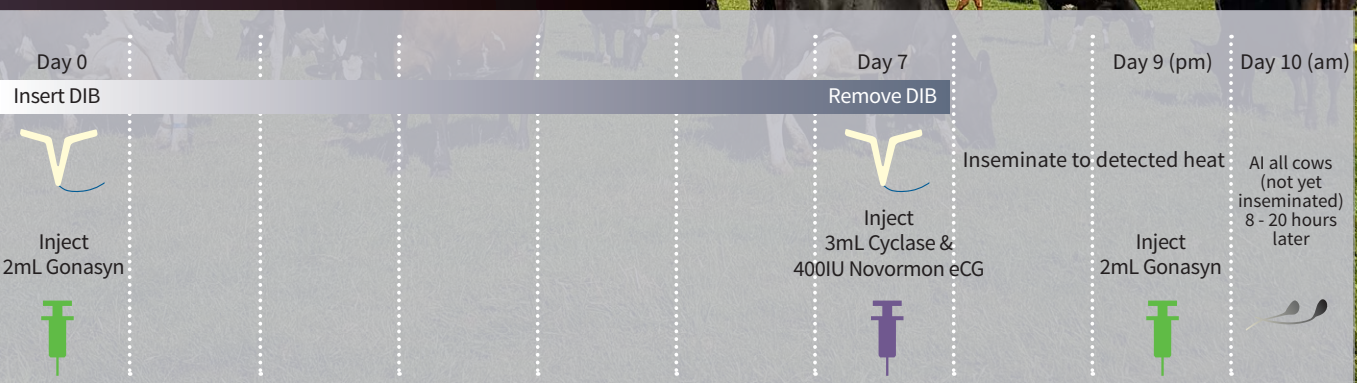 Day 0
Day 7
Day 9 (pm)
Day 10 (am)
Insert DIB
Remove DIB
Inseminate to detected heat
AI all cows
(not yet
inseminated)
8 - 20 hours
later
Inject
2mL Gonasyn
Inject
3mL Cyclase &
400IU Novormon eCG
Inject
2mL Gonasyn